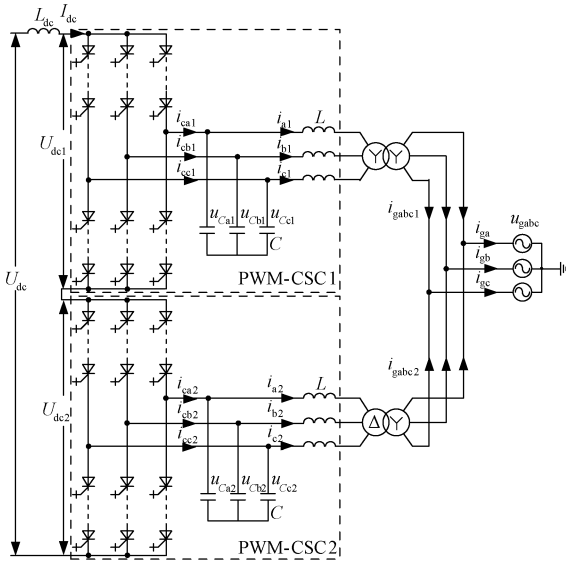 L_dc I_dc
U_dc1
U_dc
i_ca1 i_a1 L
i_cb1 i_b1
i_cc1 i_c1
u_Ca1 u_Cb1 u_Cc1
C
PWM-CSC1
Y Y
i_gabc1
i_ga u_gabc
i_gb
i_gc
i_gabc2
U_dc2
i_ca2 i_a2 L
i_cb2 i_b2
i_cc2 i_c2
Δ Y
u_Ca2 u_Cb2 u_Cc2
C
PWM-CSC2